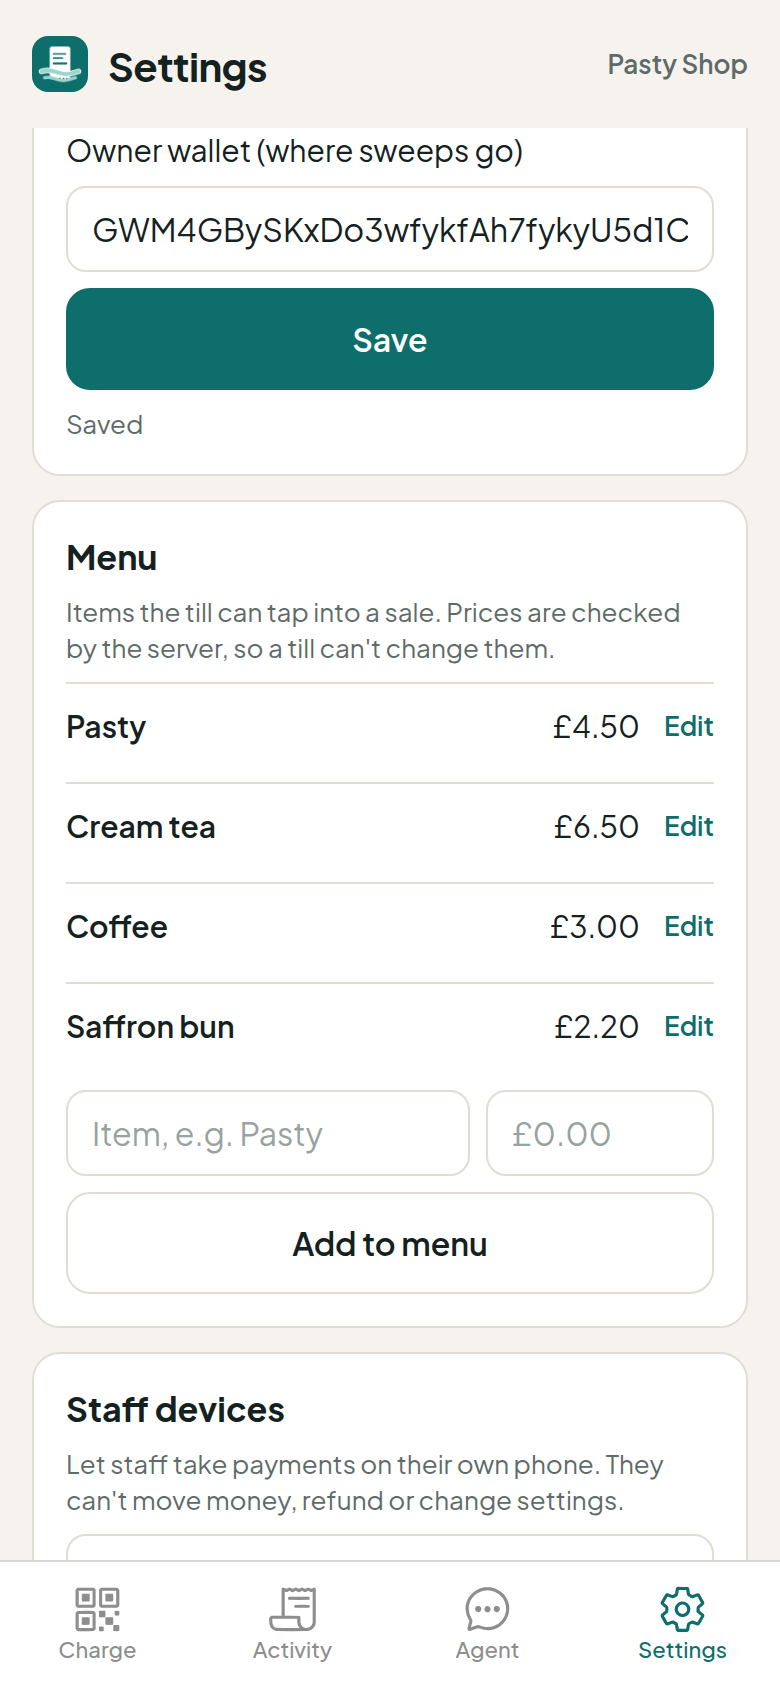 Settings
Pasty Shop
Owner wallet (where sweeps go)
GWM4GBySKxDo3wfykfAh7fykyU5d1C
Save
Saved
Menu
Items the till can tap into a sale. Prices are checked
by the server, so a till can't change them.
Pasty £4.50 Edit
Cream tea £6.50 Edit
Coffee £3.00 Edit
Saffron bun £2.20 Edit
Item, e.g. Pasty £0.00
Add to menu
Staff devices
Let staff take payments on their own phone. They
can't move money, refund or change settings.
Charge Activity Agent Settings